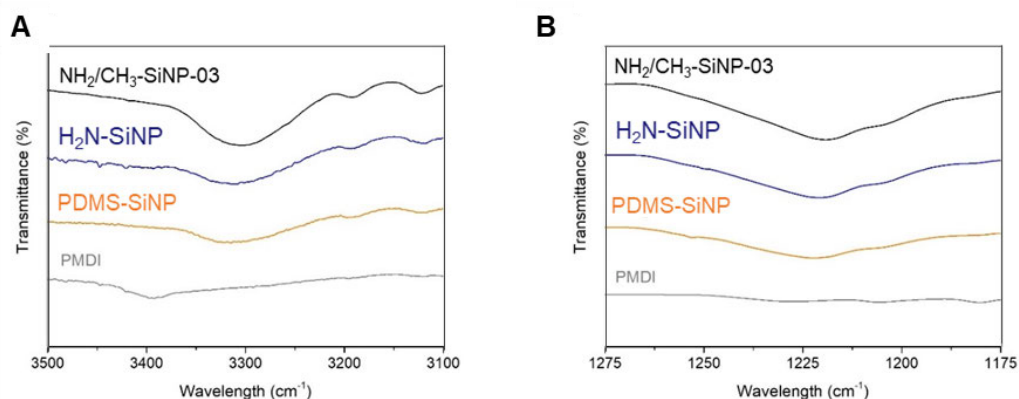 A
NH₂/CH₃-SiNP-03
H₂N-SiNP
PDMS-SiNP
PMDI
Transmittance (%)
3500 3400 3300 3200 3100
Wavelength (cm⁻¹)
B
NH₂/CH₃-SiNP-03
H₂N-SiNP
PDMS-SiNP
PMDI
Transmittance (%)
1275 1250 1220 1200 1175
Wavelength (cm⁻¹)